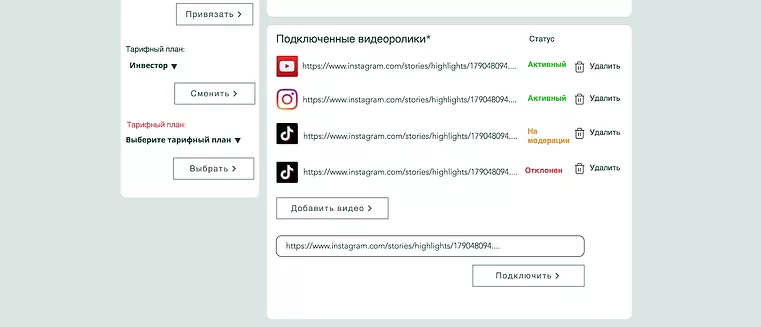 Привязать >
Тарифный план:
Инвестор ▼
Сменить >
Тарифный план:
Выберите тарифный план ▼
Выбрать >
Подключенные видеоролики*
Статус
https://www.instagram.com/stories/highlights/179048094....
Активный
Удалить
https://www.instagram.com/stories/highlights/179048094....
Активный
Удалить
https://www.instagram.com/stories/highlights/179048094....
На
модерации
Удалить
https://www.instagram.com/stories/highlights/179048094....
Отклонен
Удалить
Добавить видео >
https://www.instagram.com/stories/highlights/179048094....
Подключить >